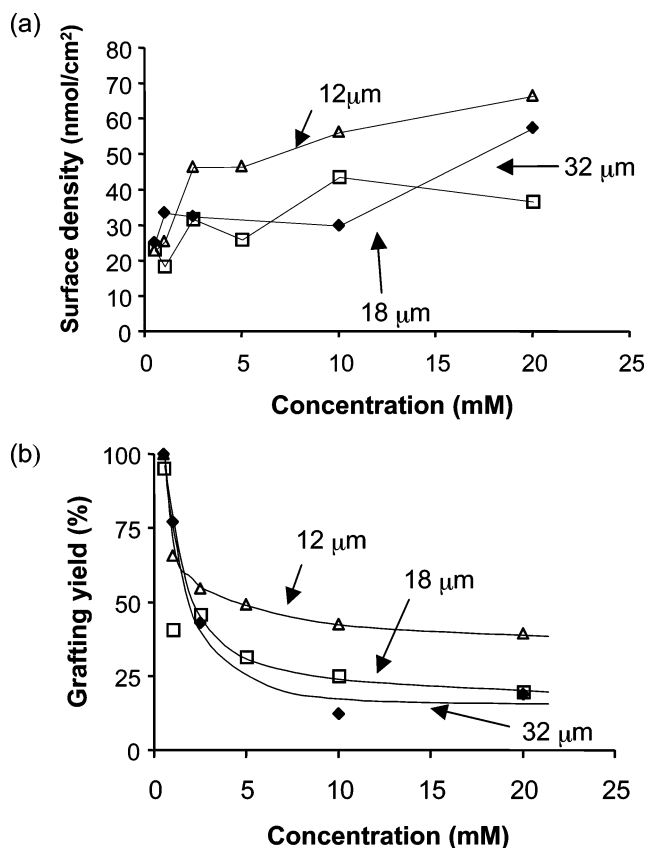 (a)
Surface density (nmol/cm²)
80
70
60
50
40
30
20
10
0
12μm
32 μm
18 μm
0 5 10 15 20 25
Concentration (mM)
(b)
Grafting yield (%)
100
75
50
25
0
12 μm
18 μm
32 μm
0 5 10 15 20 25
Concentration (mM)